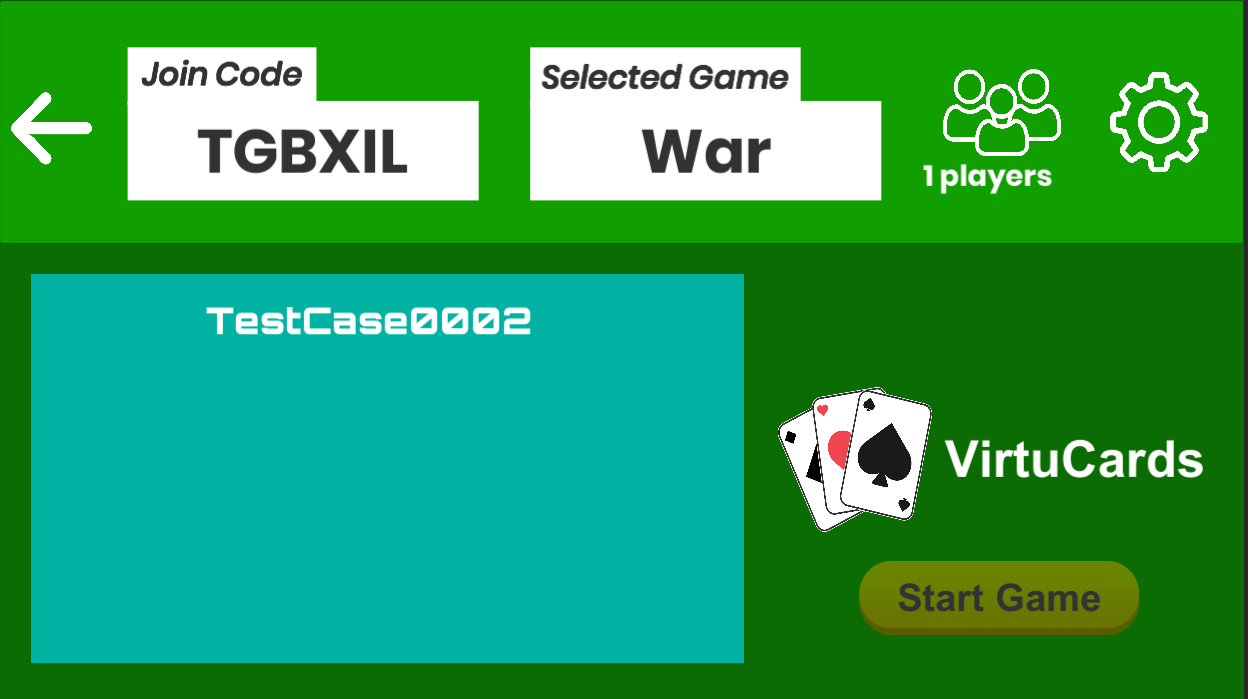 Join Code
TGBXIL
Selected Game
War
1 players
TestCase0002
VirtuCards
Start Game